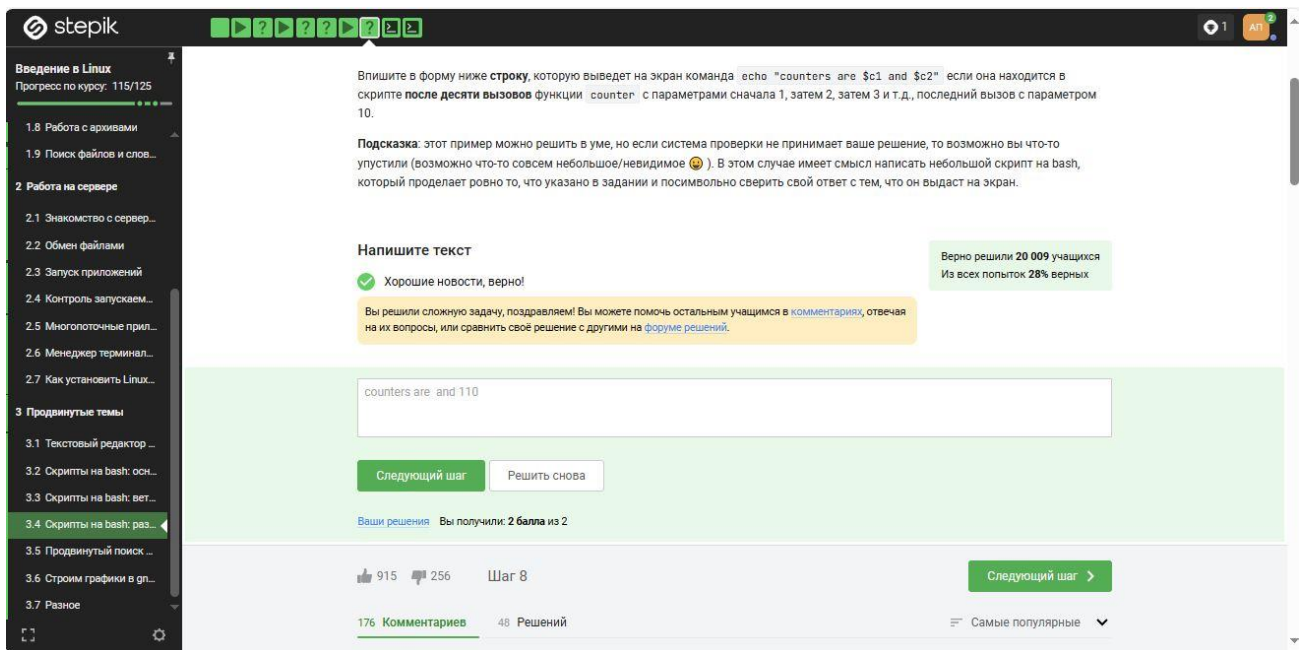 stepik
1
АП
2
Введение в Linux
Прогресс по курсу: 115/125
1.8 Работа с архивами
1.9 Поиск файлов и слов...
2 Работа на сервере
2.1 Знакомство с сервер...
2.2 Обмен файлами
2.3 Запуск приложений
2.4 Контроль запускаем...
2.5 Многопоточные прил...
2.6 Менеджер терминал...
2.7 Как установить Linux...
3 Продвинутые темы
3.1 Текстовый редактор ...
3.2 Скрипты на bash: осн...
3.3 Скрипты на bash: вет...
3.4 Скрипты на bash: раз...
3.5 Продвинутый поиск ...
3.6 Строим графики в gn...
3.7 Разное
Впишите в форму ниже строку, которую выведет на экран команда echo "counters are $c1 and $c2" если она находится в
скрипте после десяти вызовов функции counter с параметрами сначала 1, затем 2, затем 3 и т.д., последний вызов с параметром
10.
Подсказка: этот пример можно решить в уме, но если система проверки не принимает ваше решение, то возможно вы что-то
упустили (возможно что-то совсем небольшое/невидимое 😀 ). В этом случае имеет смысл написать небольшой скрипт на bash,
который проделает ровно то, что указано в задании и посимвольно сверить свой ответ с тем, что он выдаст на экран.
Напишите текст
Верно решили 20 009 учащихся
Из всех попыток 28% верных
Хорошие новости, верно!
Вы решили сложную задачу, поздравляем! Вы можете помочь остальным учащимся в комментариях, отвечая
на их вопросы, или сравнить своё решение с другими на форуме решений.
counters are  and 110
Следующий шаг
Решить снова
Ваши решения Вы получили: 2 балла из 2
915 256 Шаг 8
Следующий шаг
176 Комментариев 48 Решений
Самые популярные